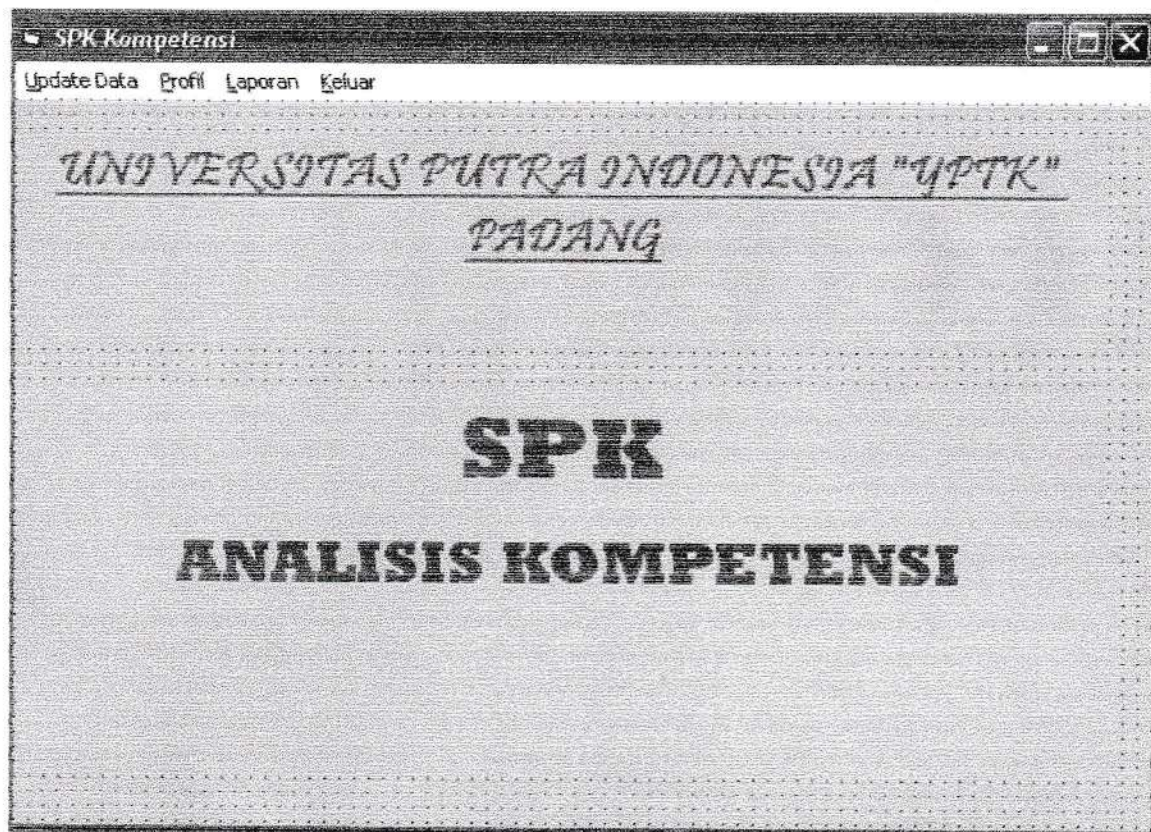 SPK Kompetensi
Update Data Profil Laporan Keluar
UNIVERSITAS PUTRA INDONESIA "YPTK"
PADANG
SPK
ANALISIS KOMPETENSI